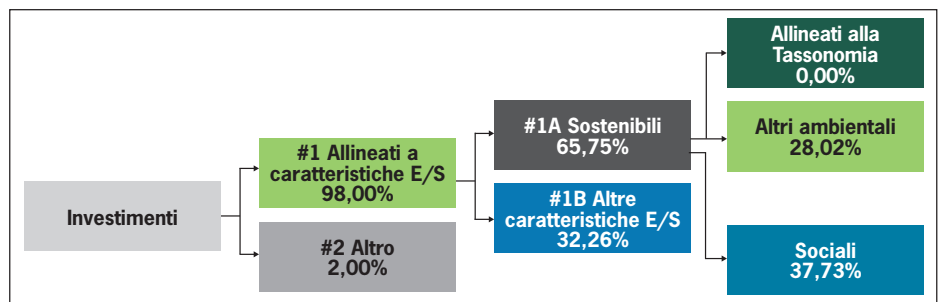 Investimenti
#1 Allineati a
caratteristiche E/S
98,00%
#2 Altro
2,00%
#1A Sostenibili
65,75%
#1B Altre
caratteristiche E/S
32,26%
Allineati alla
Tassonomia
0,00%
Altri ambientali
28,02%
Sociali
37,73%